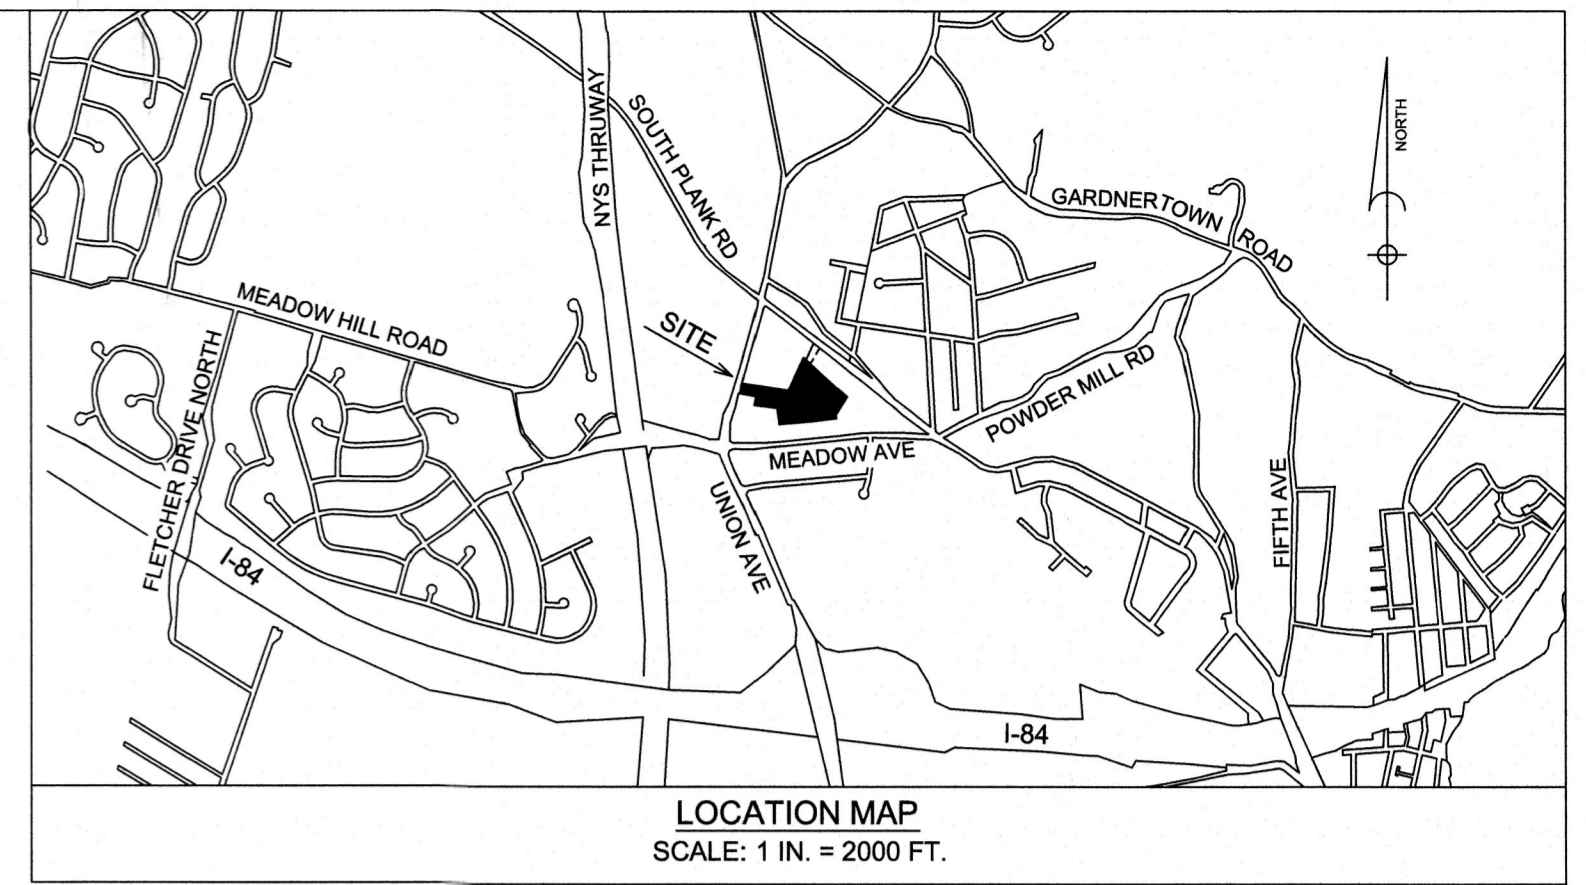 NYS THRUWAY
SOUTH PLANK RD
GARDNERTOWN ROAD
NORTH
MEADOW HILL ROAD
SITE
FLETCHER DRIVE NORTH
POWDER MILL RD
MEADOW AVE
UNION AVE
FIFTH AVE
I-84
I-84
LOCATION MAP
SCALE: 1 IN. = 2000 FT.